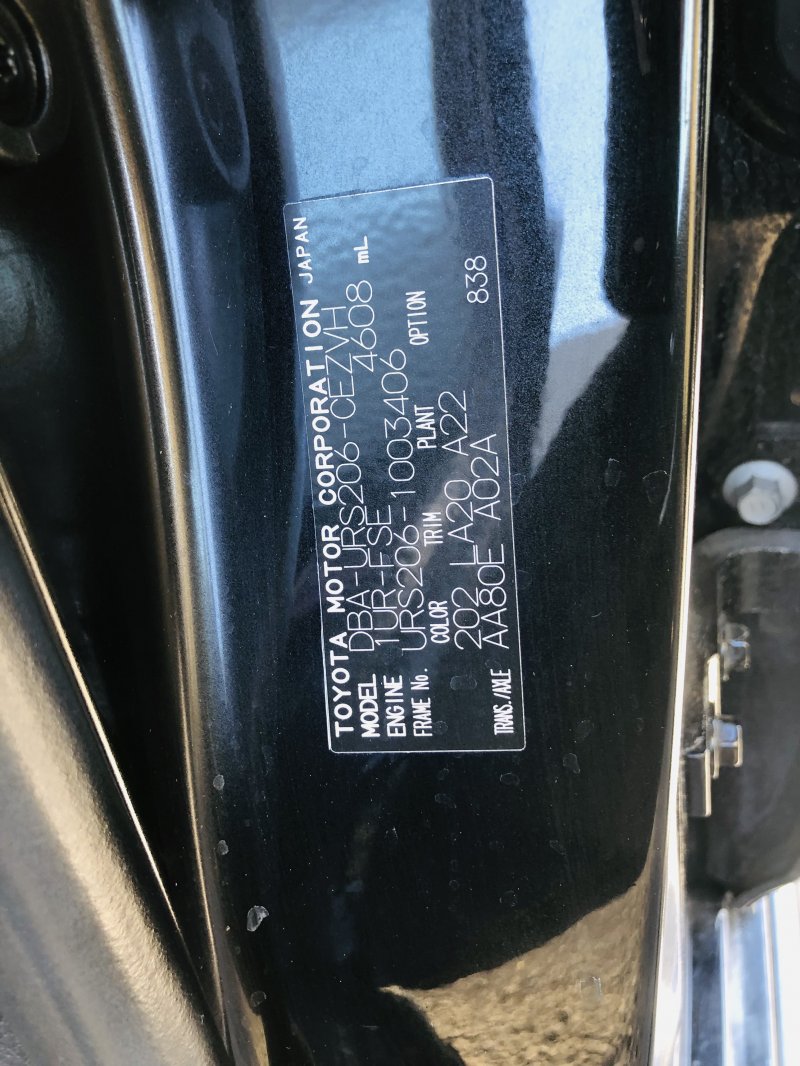 TOYOTA MOTOR CORPORATION JAPAN
MODEL DBA-URS206-CEZVH
ENGINE 1UR-FSE 4608 mL
FRAME No. URS206-1003406
COLOR TRIM PLANT OPTION
202 LA20 A22 838
TRANS./AXLE AA80E A02A